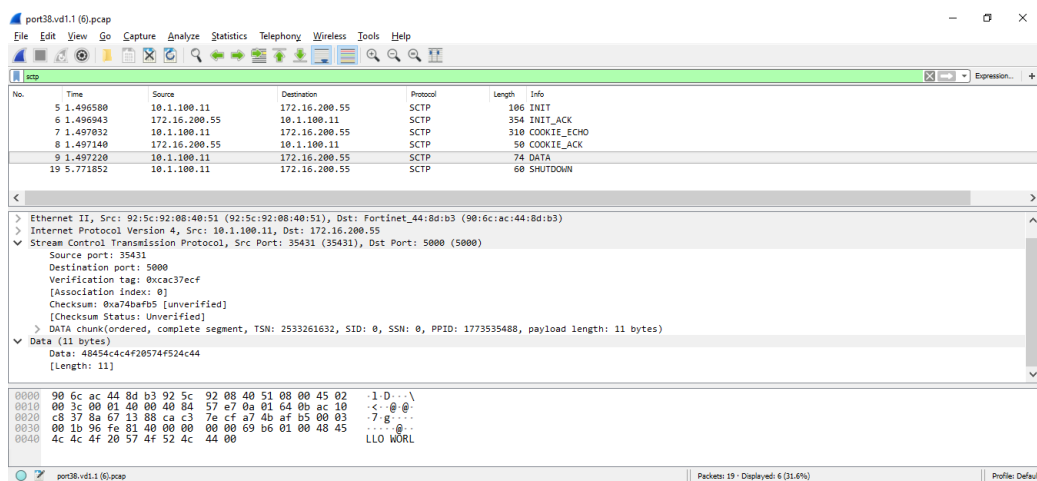 port38.vd1.1 (6).pcap
File Edit View Go Capture Analyze Statistics Telephony Wireless Tools Help
sctp Expression... +
No. Time Source Destination Protocol Length Info
5 1.496580 10.1.100.11 172.16.200.55 SCTP 106 INIT
6 1.496943 172.16.200.55 10.1.100.11 SCTP 354 INIT_ACK
7 1.497032 10.1.100.11 172.16.200.55 SCTP 310 COOKIE_ECHO
8 1.497140 172.16.200.55 10.1.100.11 SCTP 50 COOKIE_ACK
9 1.497220 10.1.100.11 172.16.200.55 SCTP 74 DATA
19 5.771852 10.1.100.11 172.16.200.55 SCTP 60 SHUTDOWN
Ethernet II, Src: 92:5c:92:08:40:51 (92:5c:92:08:40:51), Dst: Fortinet_44:8d:b3 (90:6c:ac:44:8d:b3)
Internet Protocol Version 4, Src: 10.1.100.11, Dst: 172.16.200.55
Stream Control Transmission Protocol, Src Port: 35431 (35431), Dst Port: 5000 (5000)
Source port: 35431
Destination port: 5000
Verification tag: 0xcac37ecf
[Association index: 0]
Checksum: 0xa74bafb5 [unverified]
[Checksum Status: Unverified]
DATA chunk(ordered, complete segment, TSN: 2533261632, SID: 0, SSN: 0, PPID: 1773535488, payload length: 11 bytes)
Data (11 bytes)
Data: 48454c4c4f20574f524c44
[Length: 11]
0000 90 6c ac 44 8d b3 92 5c 92 08 40 51 08 00 45 02 ·l·D···\
0010 00 3c 00 01 40 00 40 84 57 e7 0a 01 64 0b ac 10 ·<··@·@·
0020 c8 37 8a 67 13 88 ca c3 7e cf a7 4b af b5 00 03 ·7·g····
0030 00 1b 96 fe 81 40 00 00 00 00 69 b6 01 00 48 45 ·····@··
0040 4c 4c 4f 20 57 4f 52 4c 44 00 LLO WORL
port38.vd1.1 (6).pcap Packets: 19 · Displayed: 6 (31.6%) Profile: Defaul